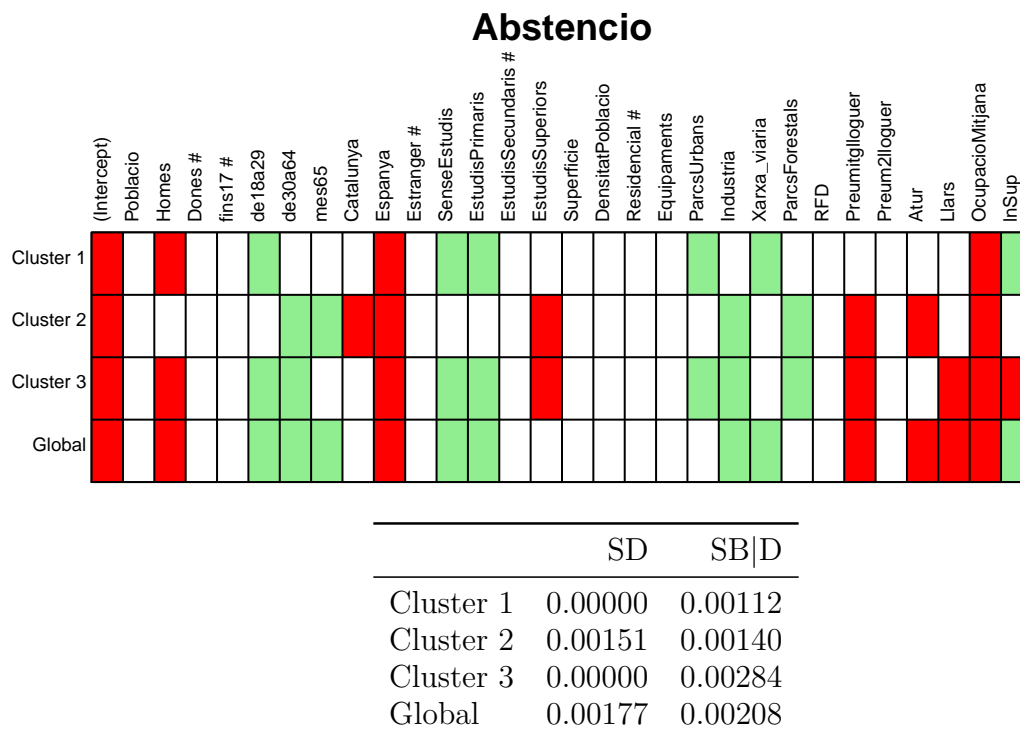 Abstencio
(Intercept)
Poblacio
Homes
Dones #
fins17 #
de18a29
de30a64
mes65
Catalunya
Espanya
Estranger #
SenseEstudis
EstudisPrimaris
EstudisSecundaris #
EstudisSuperiors
Superficie
DensitatPoblacio
Residencial #
Equipaments
ParcsUrbans
Industria
Xarxa_viaria
ParcsForestals
RFD
Preumitglloguer
Preum2lloguer
Atur
Llars
OcupacioMitjana
InSup
Cluster 1
Cluster 2
Cluster 3
Global
SD SB|D
Cluster 1 0.00000 0.00112
Cluster 2 0.00151 0.00140
Cluster 3 0.00000 0.00284
Global 0.00177 0.00208